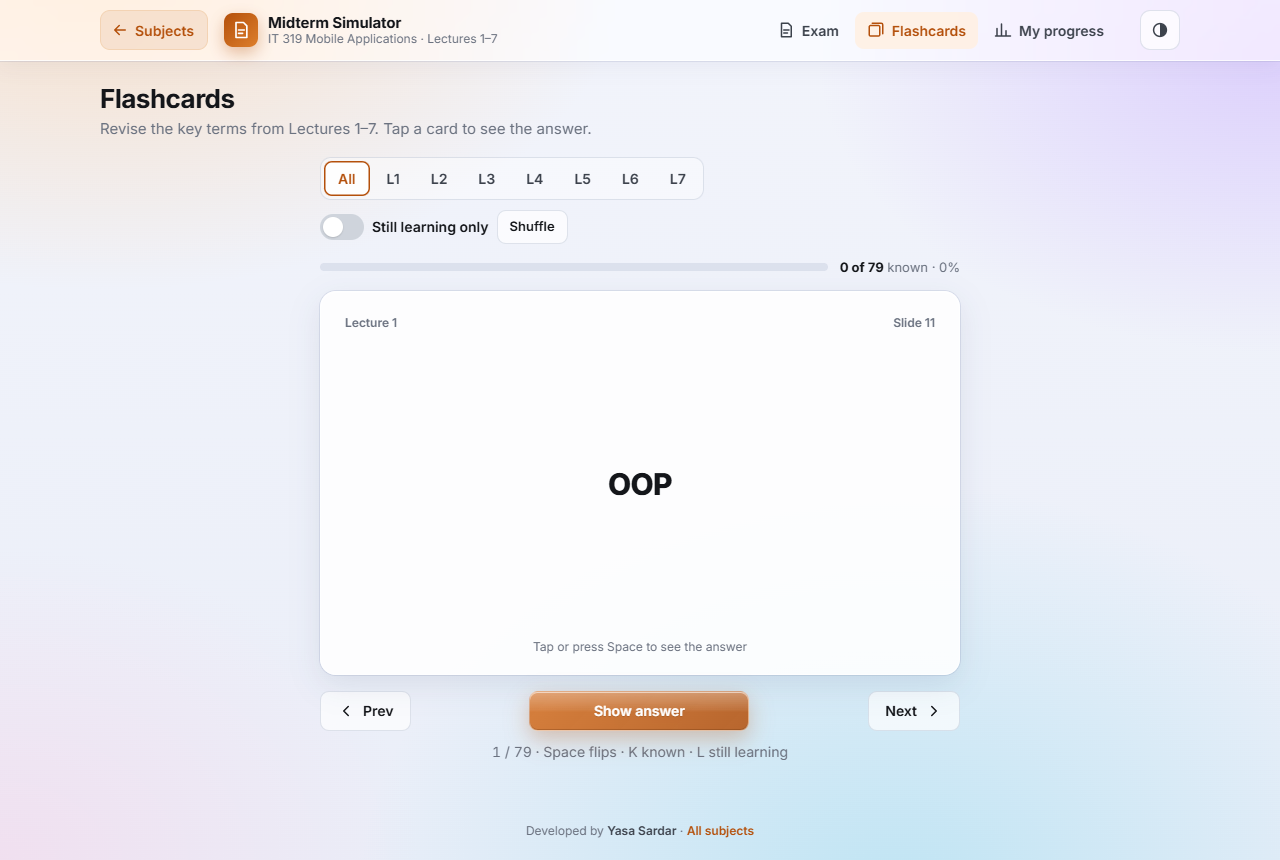 Subjects
Midterm Simulator
IT 319 Mobile Applications · Lectures 1–7
Exam
Flashcards
My progress
Flashcards
Revise the key terms from Lectures 1–7. Tap a card to see the answer.
All L1 L2 L3 L4 L5 L6 L7
Still learning only
Shuffle
0 of 79 known · 0%
Lecture 1
Slide 11
OOP
Tap or press Space to see the answer
Prev
Show answer
Next
1 / 79 · Space flips · K known · L still learning
Developed by Yasa Sardar · All subjects